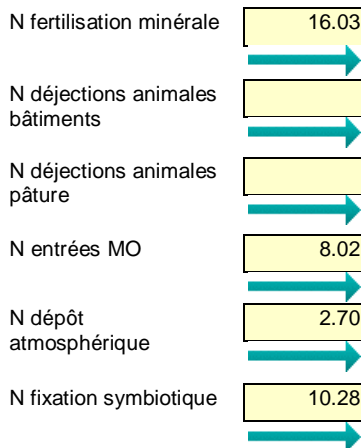 N fertilisation minérale 16.03
N déjections animales
bâtiments
N déjections animales
pâture
N entrées MO 8.02
N dépôt 2.70
atmosphérique
N fixation symbiotique 10.28